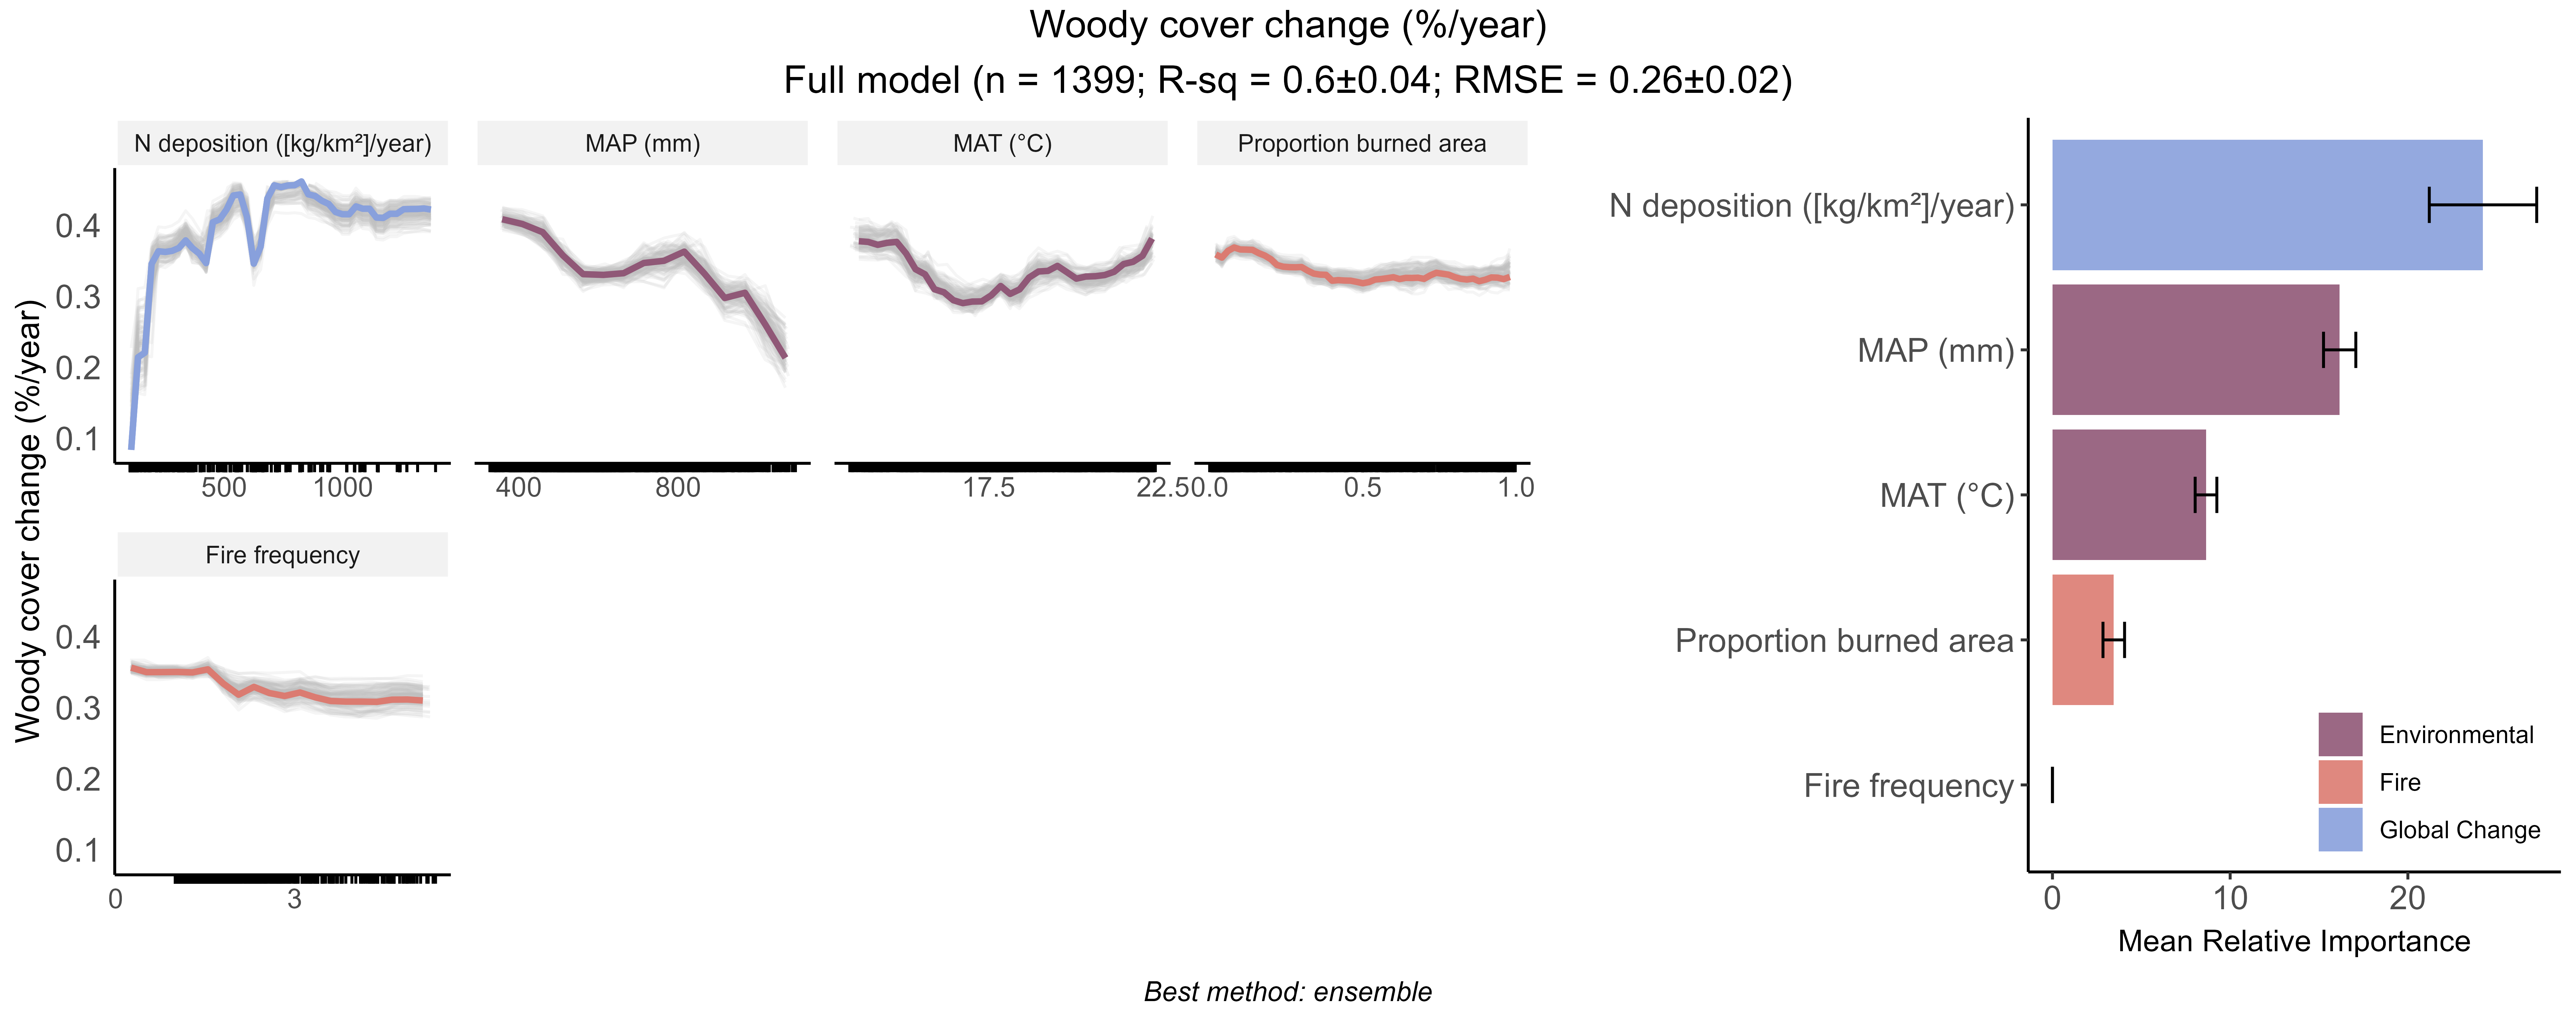 Woody cover change (%/year)
Full model (n = 1399; R-sq = 0.6±0.04; RMSE = 0.26±0.02)
Woody cover change (%/year)
N deposition ([kg/km²]/year)
MAP (mm)
MAT (°C)
Proportion burned area
0.4
0.3
0.2
0.1
500
1000
400
800
17.5
22.5
0.0
0.5
1.0
Fire frequency
0.4
0.3
0.2
0.1
0
3
N deposition ([kg/km²]/year)
MAP (mm)
MAT (°C)
Proportion burned area
Fire frequency
Environmental
Fire
Global Change
0
10
20
Mean Relative Importance
Best method: ensemble